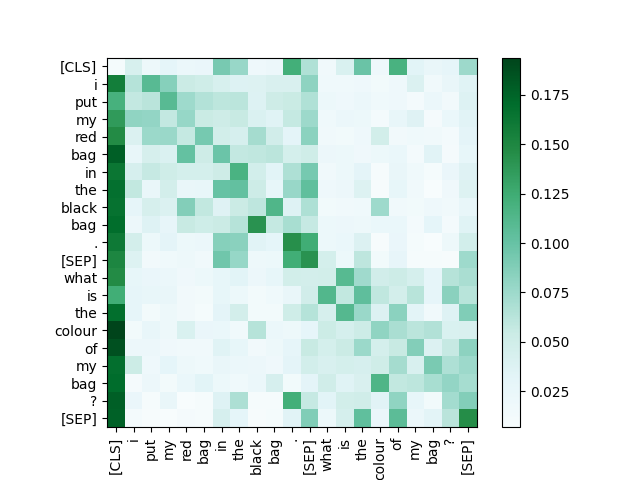 [CLS]
i
put
my
red
bag
in
the
black
bag
.
[SEP]
what
is
the
colour
of
my
bag
?
[SEP]
[CLS] i put my red bag in the black bag . [SEP] what is the colour of my bag ? [SEP]
0.175
0.150
0.125
0.100
0.075
0.050
0.025